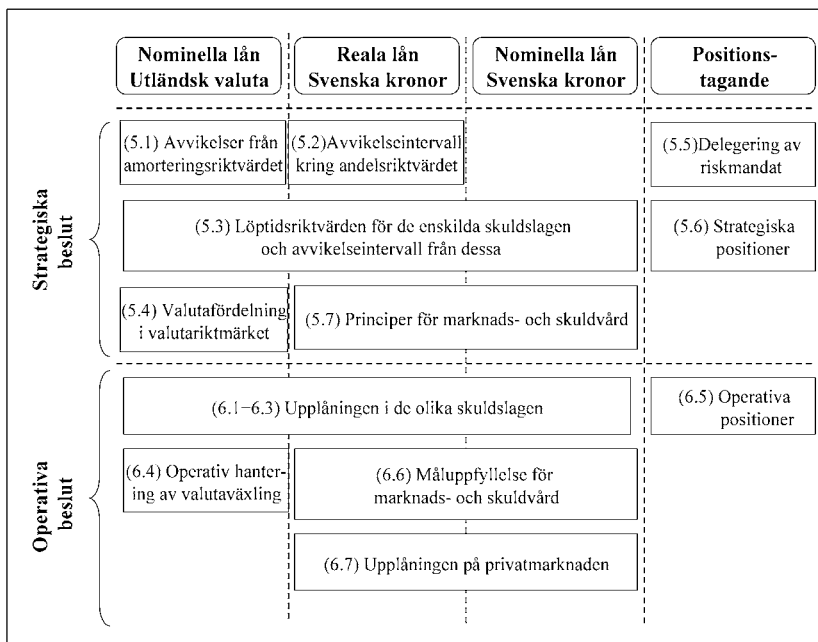 Nominella lån
Utländsk valuta
Reala lån
Svenska kronor
Nominella lån
Svenska kronor
Positions-
tagande
Strategiska
beslut
(5.1) Avvikelser från
amorteringsriktvärdet
(5.2)Avvikelseintervall
kring andelsriktvärdet
(5.5)Delegering av
riskmandat
(5.3) Löptidsriktvärden för de enskilda skuldslagen
och avvikelseintervall från dessa
(5.6) Strategiska
positioner
(5.4) Valutafördelning
i valutariktmärket
(5.7) Principer för marknads- och skuldvård
Operativa
beslut
(6.1–6.3) Upplåningen i de olika skuldslagen
(6.5) Operativa
positioner
(6.4) Operativ hanter-
ing av valutaväxling
(6.6) Måluppfyllelse för
marknads- och skuldvård
(6.7) Upplåningen på privatmarknaden